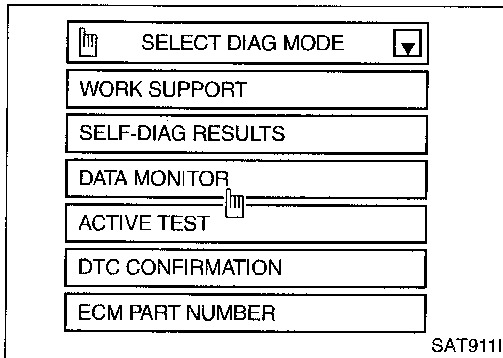 SELECT DIAG MODE
WORK SUPPORT
SELF-DIAG RESULTS
DATA MONITOR
ACTIVE TEST
DTC CONFIRMATION
ECM PART NUMBER
SAT911I